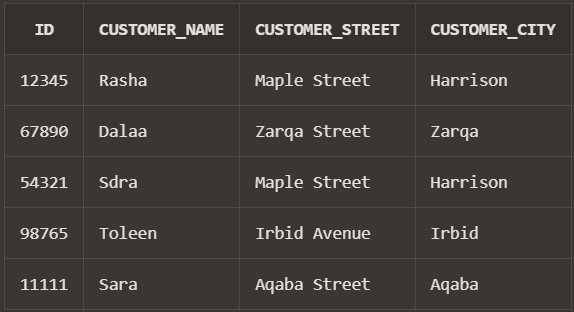 ID CUSTOMER_NAME CUSTOMER_STREET CUSTOMER_CITY
12345 Rasha Maple Street Harrison
67890 Dalaa Zarqa Street Zarqa
54321 Sdra Maple Street Harrison
98765 Toleen Irbid Avenue Irbid
11111 Sara Aqaba Street Aqaba